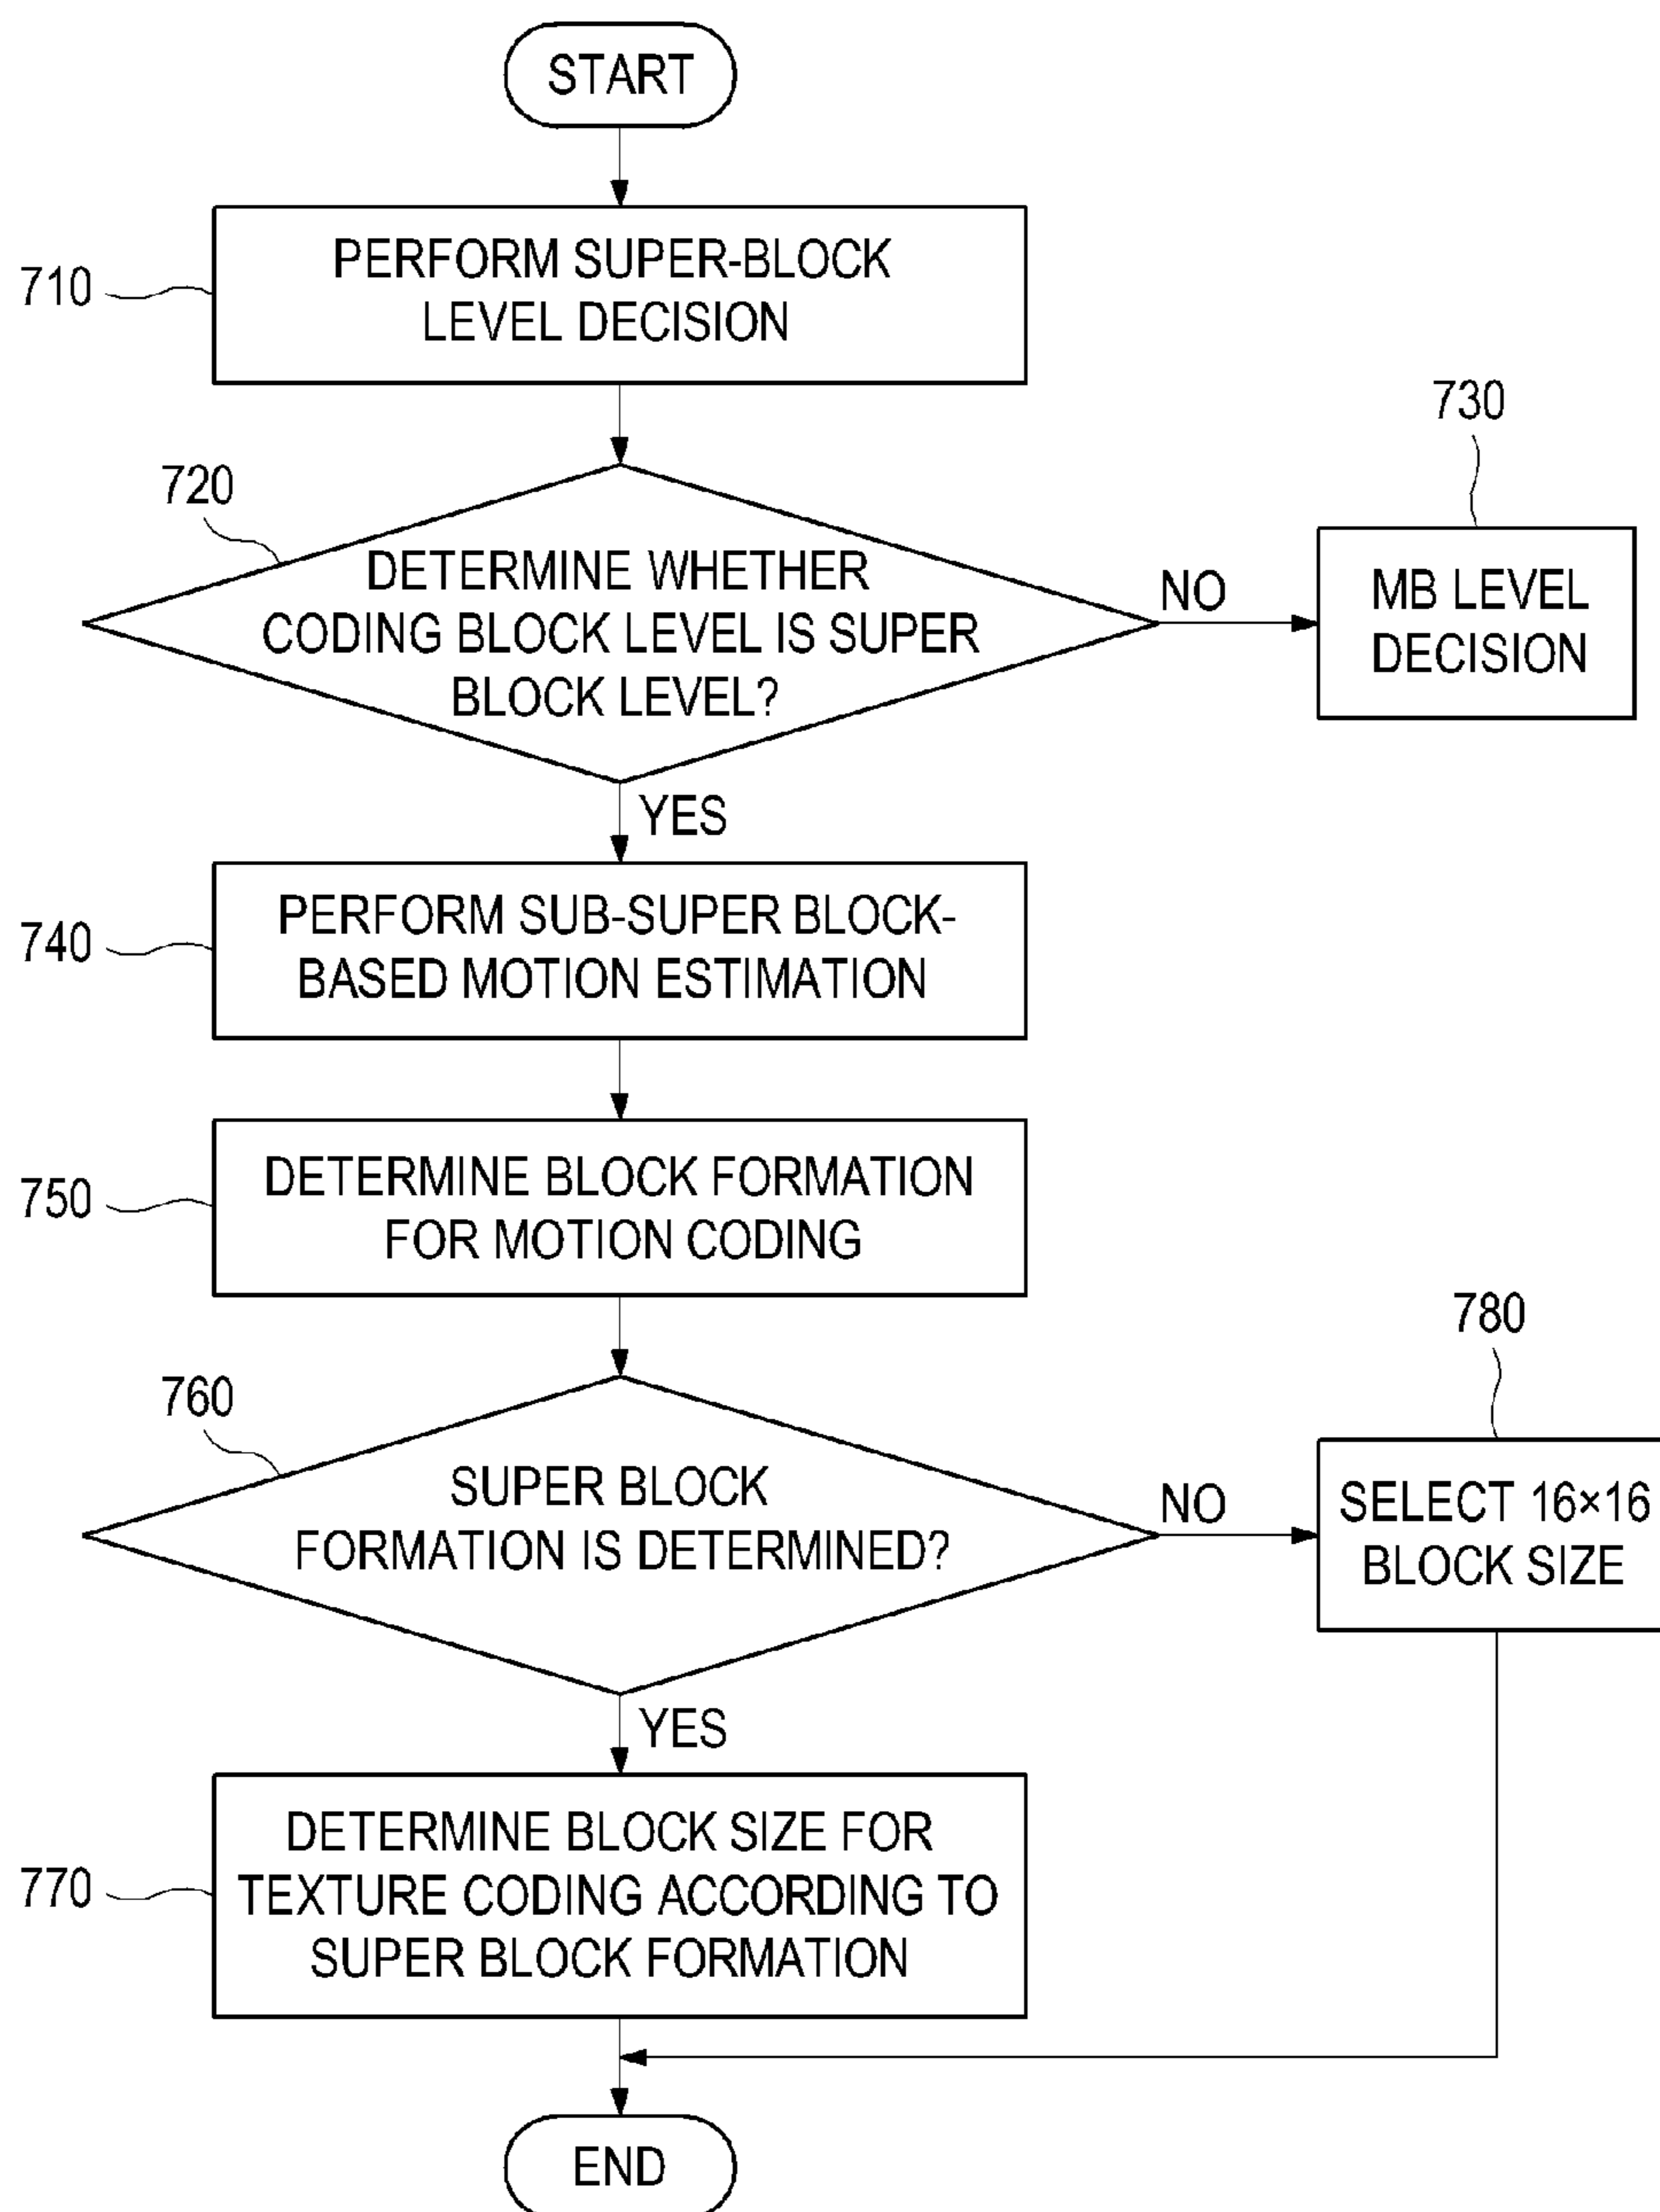 START
710
PERFORM SUPER-BLOCK
LEVEL DECISION
720
DETERMINE WHETHER
CODING BLOCK LEVEL IS SUPER
BLOCK LEVEL?
NO
730
MB LEVEL
DECISION
YES
740
PERFORM SUB-SUPER BLOCK-
BASED MOTION ESTIMATION
750
DETERMINE BLOCK FORMATION
FOR MOTION CODING
760
SUPER BLOCK
FORMATION IS DETERMINED?
NO
780
SELECT 16×16
BLOCK SIZE
YES
770
DETERMINE BLOCK SIZE FOR
TEXTURE CODING ACCORDING TO
SUPER BLOCK FORMATION
END